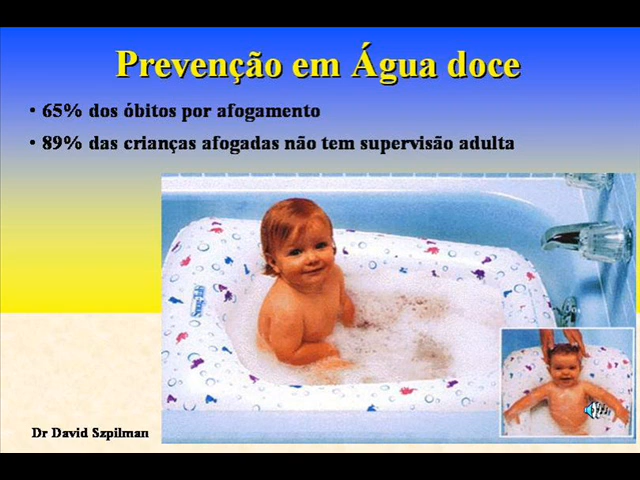 Prevenção em Água doce
• 65% dos óbitos por afogamento
• 89% das crianças afogadas não tem supervisão adulta
Dr David Szpilman